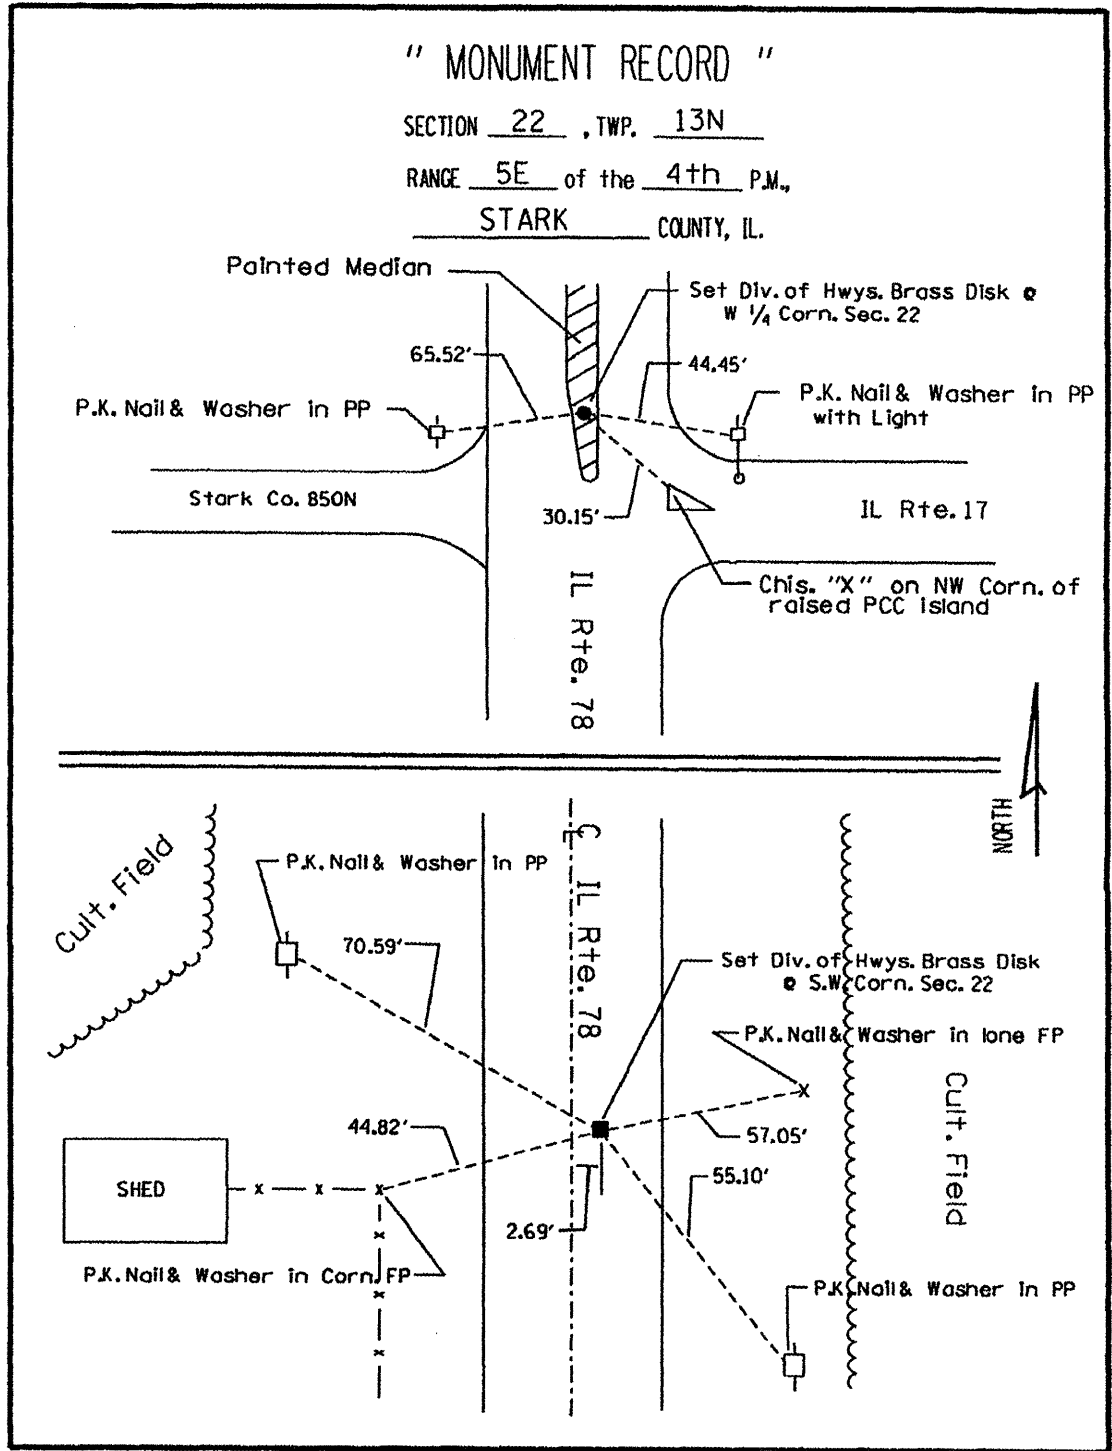 " MONUMENT RECORD "
SECTION 22 , TWP. 13N
RANGE 5E of the 4th P.M.,
STARK COUNTY, IL.
Painted Median
Set Div. of Hwys. Brass Disk @
W 1/4 Corn. Sec. 22
65.52'
44.45'
P.K. Nail & Washer in PP
P.K. Nail & Washer in PP
with Light
Stark Co. 850N
30.15'
IL Rte. 17
Chis. "X" on NW Corn. of
raised PCC Island
IL Rte. 78
NORTH
Cult. Field
P.K. Nail & Washer in PP
℄ IL Rte. 78
70.59'
Set Div. of Hwys. Brass Disk
@ S.W. Corn. Sec. 22
P.K. Nail & Washer in lone FP
X
Cult. Field
44.82'
57.05'
55.10'
SHED
x x x
2.69'
x
P.K. Nail & Washer in Corn. FP
x
P.K. Nail & Washer in PP
x